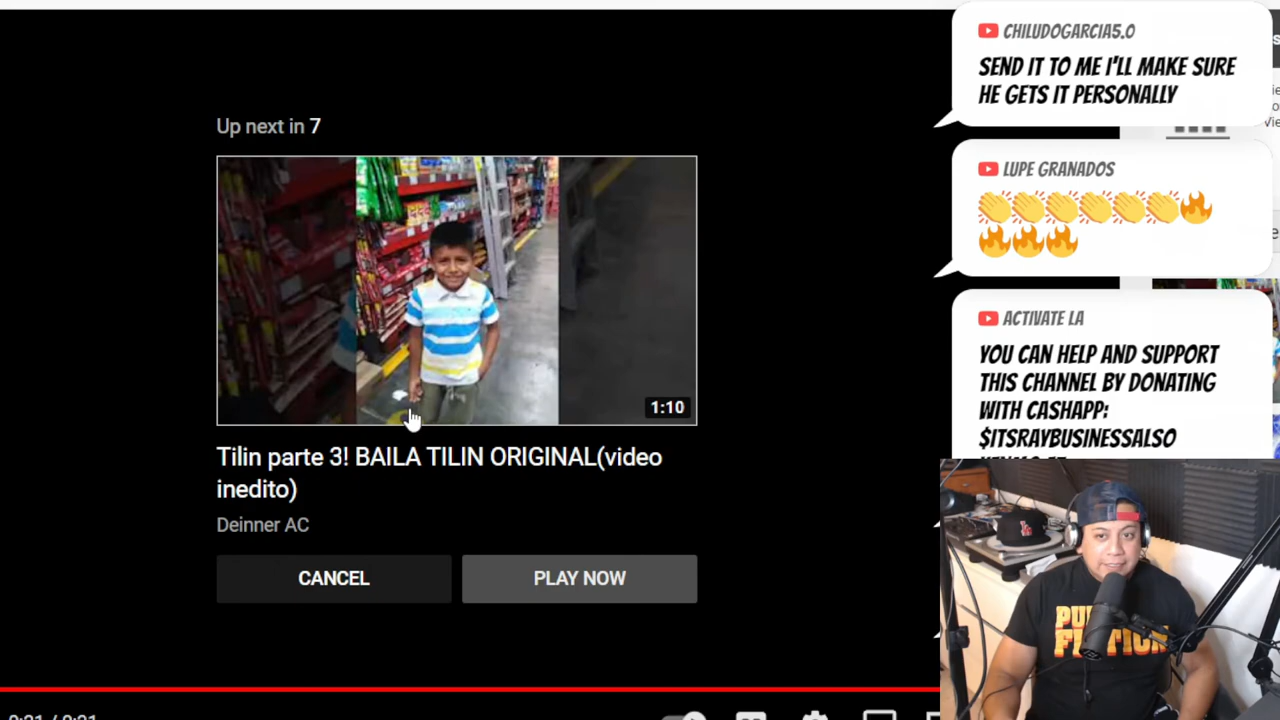 CHILUDOGARCIA5.0
SEND IT TO ME I'LL MAKE SURE
HE GETS IT PERSONALLY
LUPE GRANADOS
👏👏👏👏👏👏🔥
🔥🔥🔥
ACTIVATE LA
YOU CAN HELP AND SUPPORT
THIS CHANNEL BY DONATING
WITH CASHAPP:
$ITSRAYBUSINESSALSO
Up next in 7
1:10
Tilin parte 3! BAILA TILIN ORIGINAL(video
inedito)
Deinner AC
CANCEL
PLAY NOW